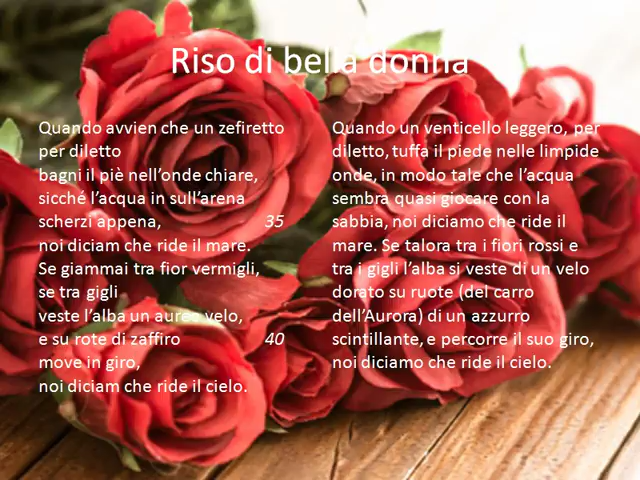 Riso di bella donna
Quando avvien che un zefiretto
per diletto
bagni il piè nell'onde chiare,
sicché l'acqua in sull'arena
scherzi appena, 35
noi diciam che ride il mare.
Se giammai tra fior vermigli,
se tra gigli
veste l'alba un aureo velo,
e su rote di zaffiro 40
move in giro,
noi diciam che ride il cielo.
Quando un venticello leggero, per
diletto, tuffa il piede nelle limpide
onde, in modo tale che l'acqua
sembra quasi giocare con la
sabbia, noi diciamo che ride il
mare. Se talora tra i fiori rossi e
tra i gigli l'alba si veste di un velo
dorato su ruote (del carro
dell'Aurora) di un azzurro
scintillante, e percorre il suo giro,
noi diciamo che ride il cielo.